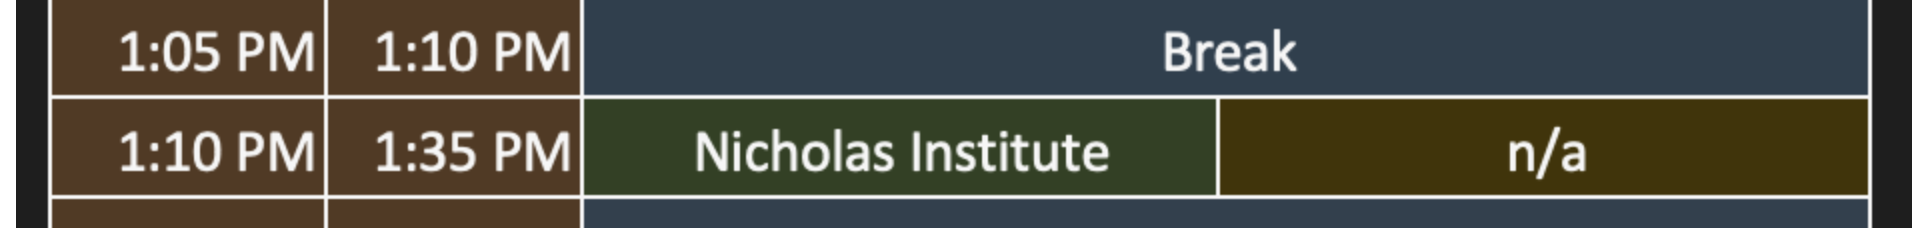 1:05 PM 1:10 PM Break
1:10 PM 1:35 PM Nicholas Institute n/a